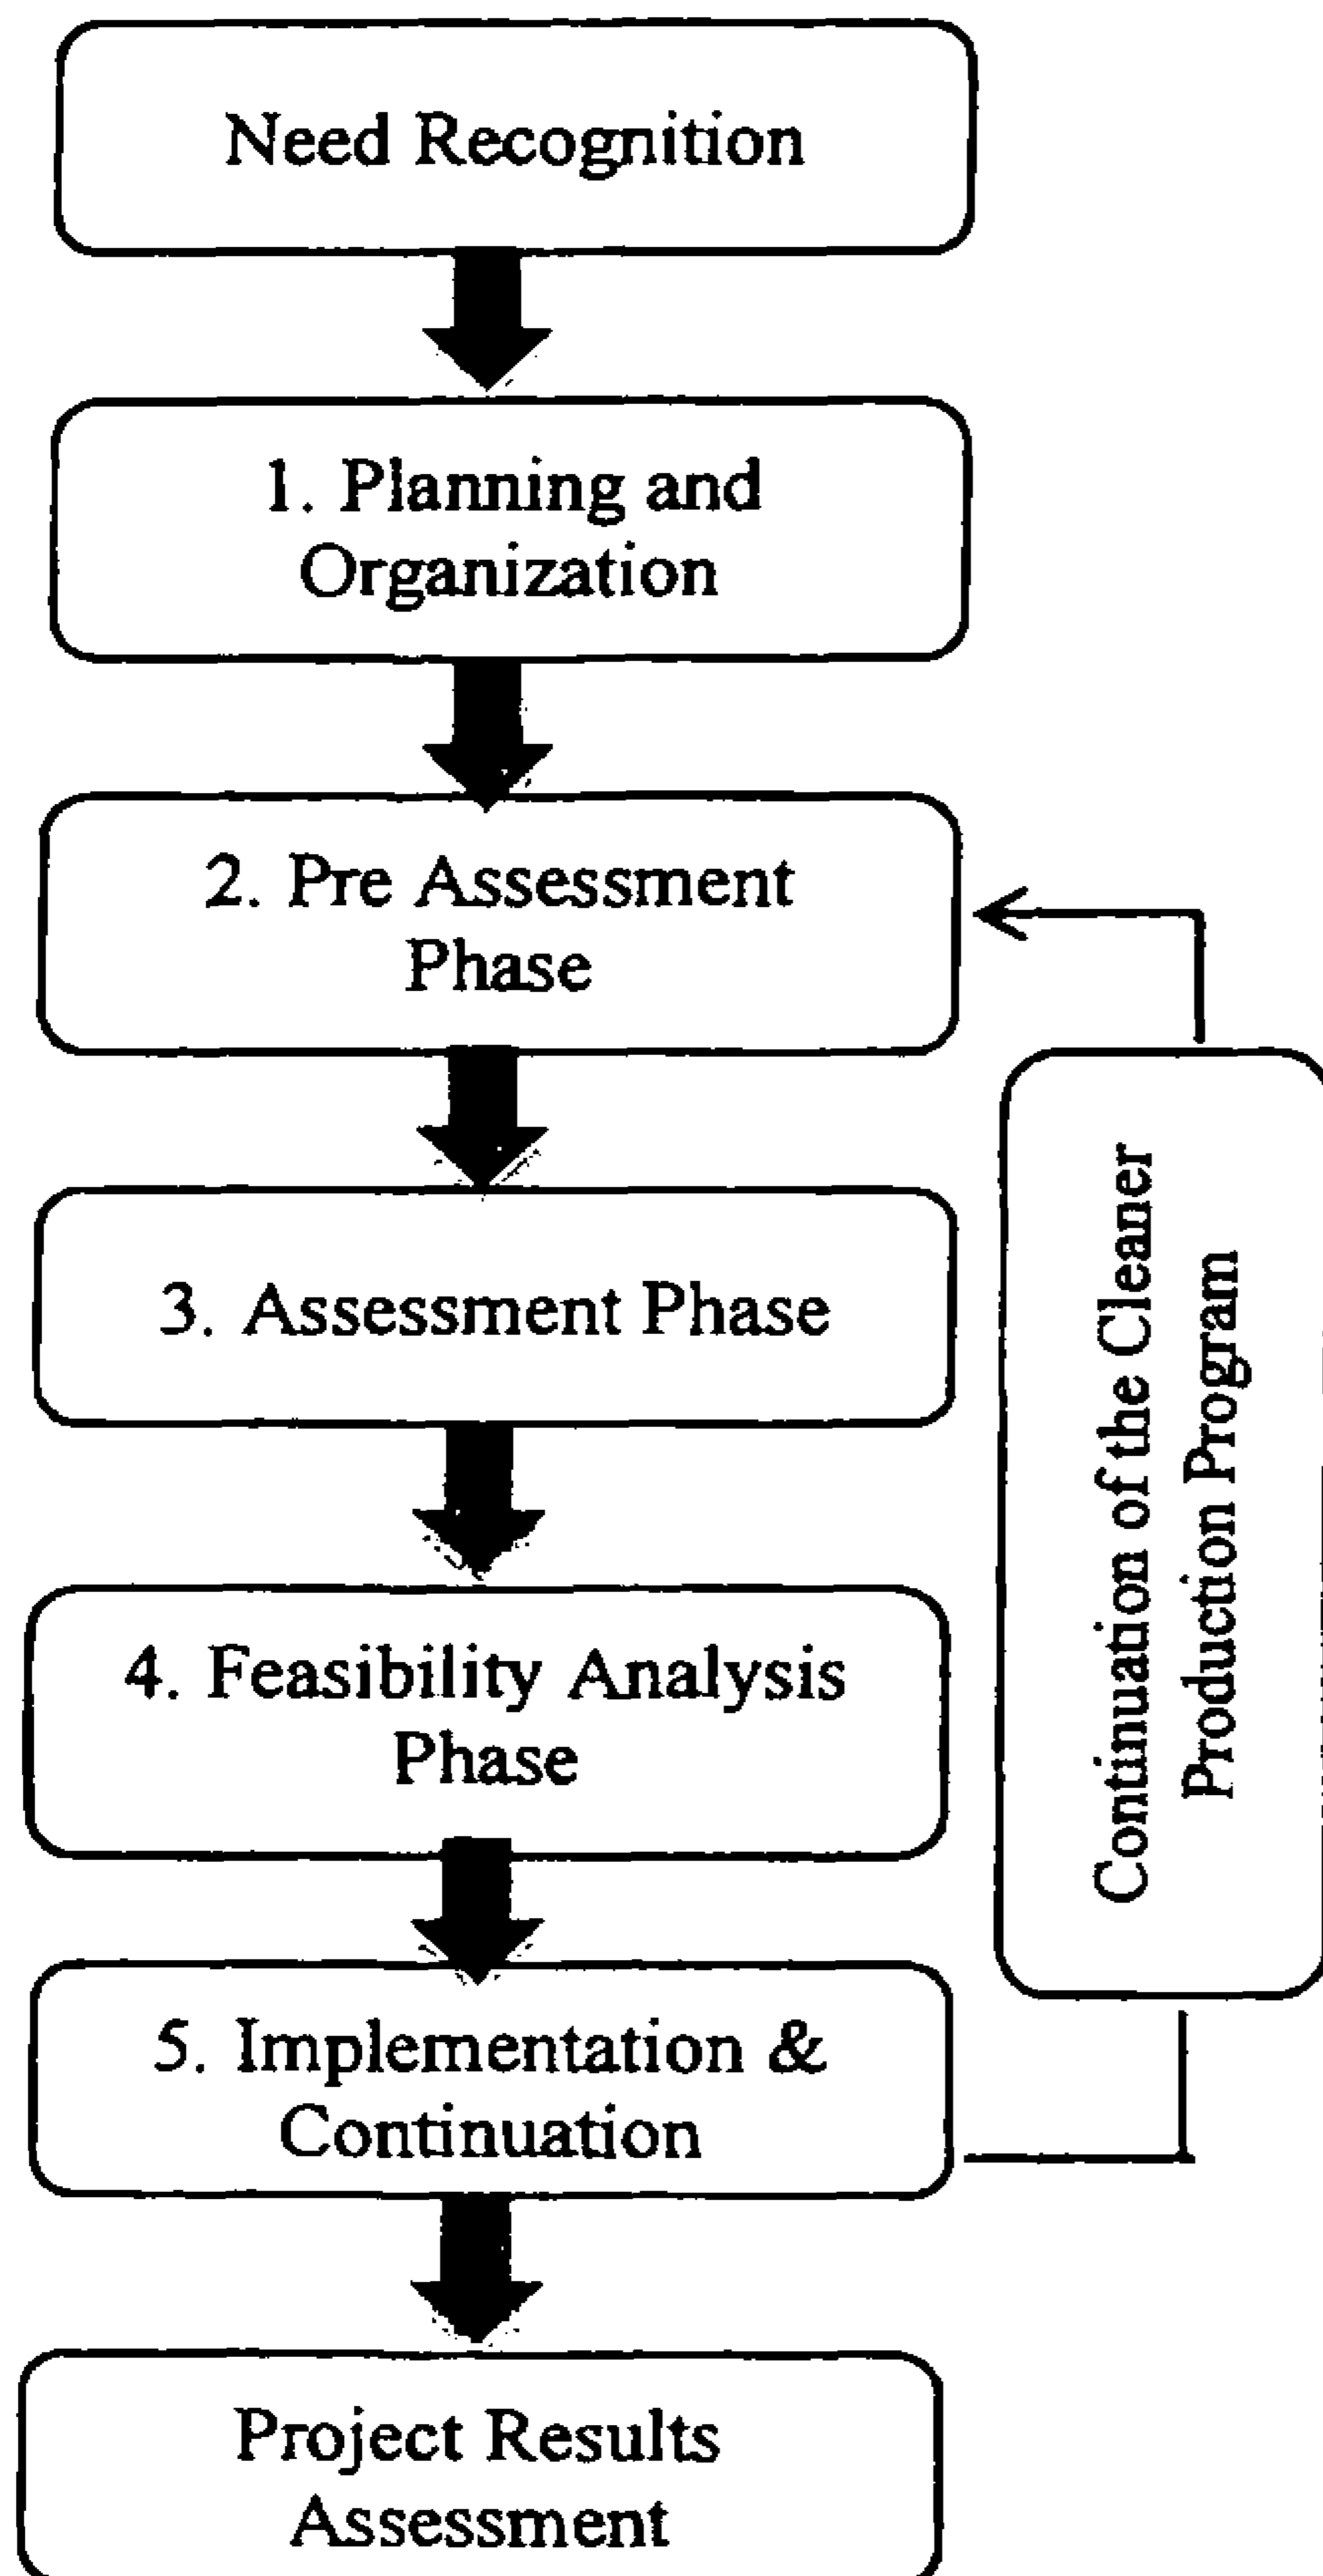 Need Recognition
1. Planning and
Organization
2. Pre Assessment
Phase
3. Assessment Phase
4. Feasibility Analysis
Phase
5. Implementation &
Continuation
Project Results
Assessment
Continuation of the Cleaner
Production Program